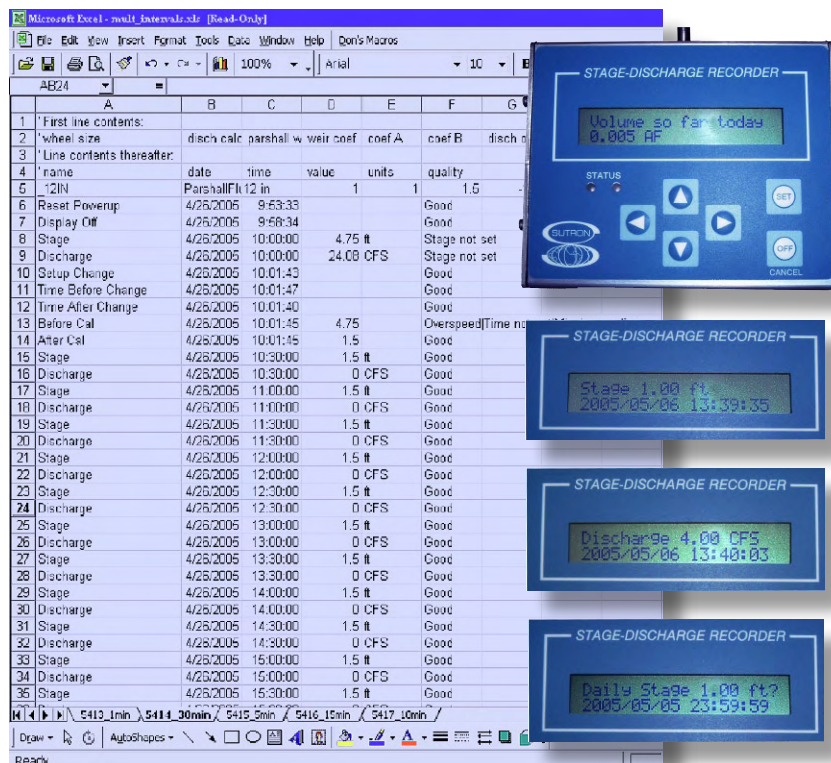 Microsoft Excel - mult_intervals.xls [Read-Only]
File Edit View Insert Format Tools Data Window Help Don's Macros
100% Arial 10 B
AB24 =
A B C D E F G
1 'First line contents:
2 'wheel size disch calc parshall w weir coef coef A coef B
3 'Line contents thereafter:
4 'name date time value units quality
5 _12IN ParshallFlu 12 in 1 1 1.5
6 Reset Powerup 4/26/2005 9:53:33 Good
7 Display Off 4/26/2005 9:58:34 Good
8 Stage 4/26/2005 10:00:00 4.75 ft Stage not set
9 Discharge 4/26/2005 10:00:00 24.08 CFS Stage not set
10 Setup Change 4/26/2005 10:01:43 Good
11 Time Before Change 4/26/2005 10:01:47 Good
12 Time After Change 4/26/2005 10:01:40 Good
13 Before Cal 4/26/2005 10:01:45 4.75 Overspeed|Time no
14 After Cal 4/26/2005 10:01:45 1.5 Good
15 Stage 4/26/2005 10:30:00 1.5 ft Good
16 Discharge 4/26/2005 10:30:00 0 CFS Good
17 Stage 4/26/2005 11:00:00 1.5 ft Good
18 Discharge 4/26/2005 11:00:00 0 CFS Good
19 Stage 4/26/2005 11:30:00 1.5 ft Good
20 Discharge 4/26/2005 11:30:00 0 CFS Good
21 Stage 4/26/2005 12:00:00 1.5 ft Good
22 Discharge 4/26/2005 12:00:00 0 CFS Good
23 Stage 4/26/2005 12:30:00 1.5 ft Good
24 Discharge 4/26/2005 12:30:00 0 CFS Good
25 Stage 4/26/2005 13:00:00 1.5 ft Good
26 Discharge 4/26/2005 13:00:00 0 CFS Good
27 Stage 4/26/2005 13:30:00 1.5 ft Good
28 Discharge 4/26/2005 13:30:00 0 CFS Good
29 Stage 4/26/2005 14:00:00 1.5 ft Good
30 Discharge 4/26/2005 14:00:00 0 CFS Good
31 Stage 4/26/2005 14:30:00 1.5 ft Good
32 Discharge 4/26/2005 14:30:00 0 CFS Good
33 Stage 4/26/2005 15:00:00 1.5 ft Good
34 Discharge 4/26/2005 15:00:00 0 CFS Good
35 Stage 4/26/2005 15:30:00 1.5 ft Good
5413_1min 5414_30min 5415_5min 5416_15min 5417_10min
Draw AutoShapes
Ready
STAGE-DISCHARGE RECORDER
Volume so far today
0.005 AF
STATUS
SET
SUTRON
OFF
CANCEL
STAGE-DISCHARGE RECORDER
Stage 1.00 ft
2005/05/06 13:39:35
STAGE-DISCHARGE RECORDER
Discharge 4.00 CFS
2005/05/06 13:40:03
STAGE-DISCHARGE RECORDER
Daily Stage 1.00 ft?
2005/05/05 23:59:59